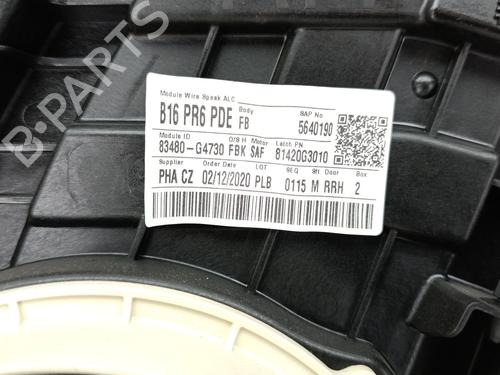 Module Wire Speak ALC
B16 PR6 PDE Body FB SAP No 5640190
Module ID O/S H Motor Latch PN
83480-G4730 FBK SAF 81420G3010
Supplier Order Date LOT SEQ Sft Door Box
PHA CZ 02/12/2020 PLB 0115 M RRH 2
B-PARTS